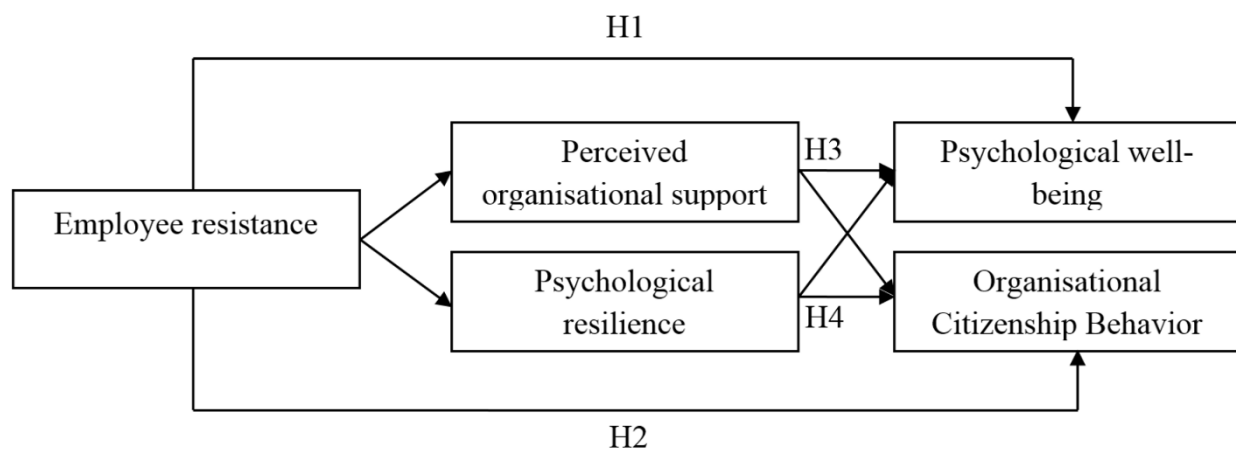 H1
Perceived
organisational support
H3
Psychological well-
being
Employee resistance
Psychological
resilience
H4
Organisational
Citizenship Behavior
H2